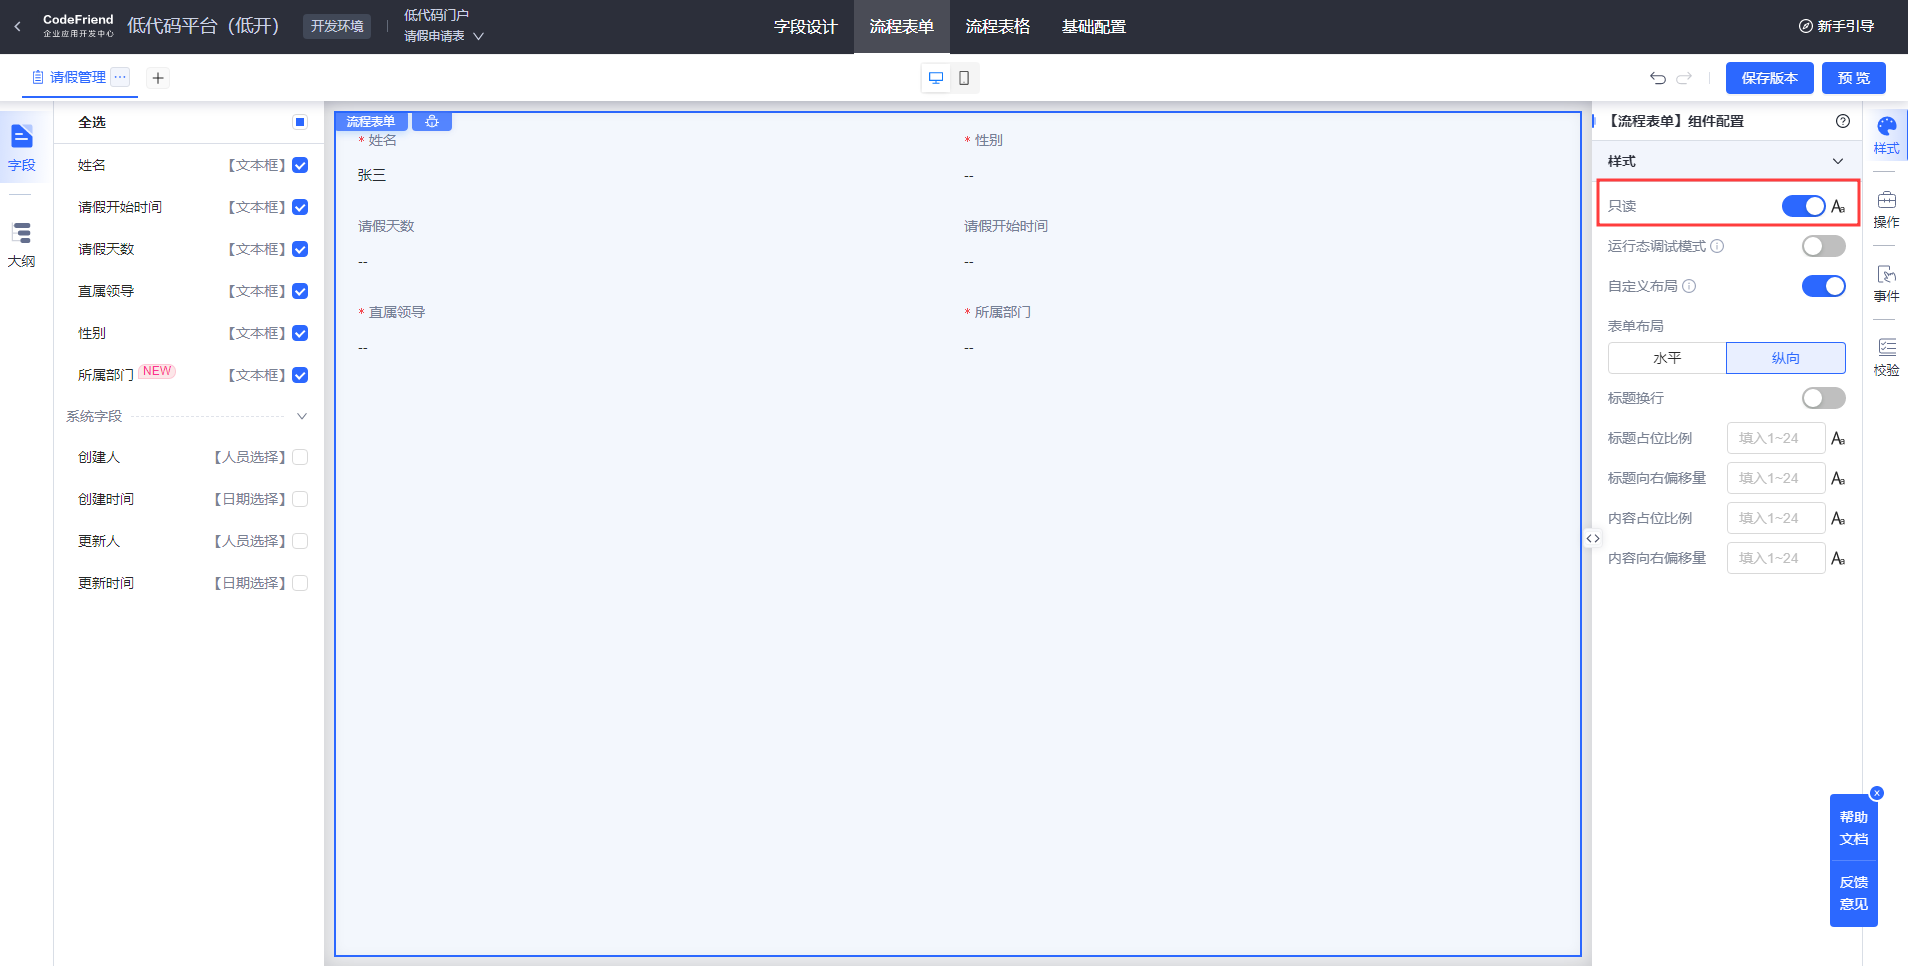 CodeFriend
企业应用开发中心
低代码平台（低开）
开发环境
低代码门户
请假申请表
字段设计
流程表单
流程表格
基础配置
新手引导
请假管理
保存版本
预 览
字段
大纲
全选
姓名 【文本框】
请假开始时间 【文本框】
请假天数 【文本框】
直属领导 【文本框】
性别 【文本框】
所属部门 NEW 【文本框】
系统字段
创建人 【人员选择】
创建时间 【日期选择】
更新人 【人员选择】
更新时间 【日期选择】
流程表单
* 姓名
* 性别
张三
--
请假天数
请假开始时间
--
--
* 直属领导
* 所属部门
--
--
【流程表单】组件配置
样式
只读
运行态调试模式
自定义布局
表单布局
水平
纵向
标题换行
标题占位比例 填入1~24
标题向右偏移量 填入1~24
内容占位比例 填入1~24
内容向右偏移量 填入1~24
样式
操作
事件
校验
帮助
文档
反馈
意见